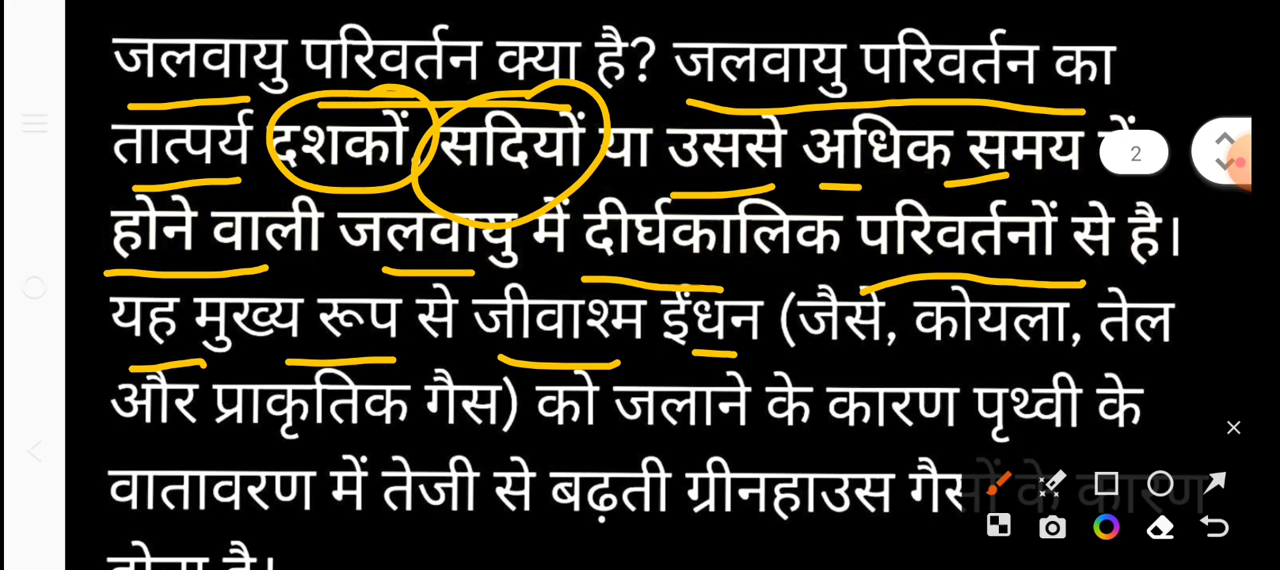 जलवायु परिवर्तन क्या है? जलवायु परिवर्तन का
तात्पर्य दशकों, सदियों या उससे अधिक समय में
2
होने वाली जलवायु में दीर्घकालिक परिवर्तनों से है।
यह मुख्य रूप से जीवाश्म ईंधन (जैसे, कोयला, तेल
और प्राकृतिक गैस) को जलाने के कारण पृथ्वी के
वातावरण में तेजी से बढ़ती ग्रीनहाउस गैसों के कारण
होता है।